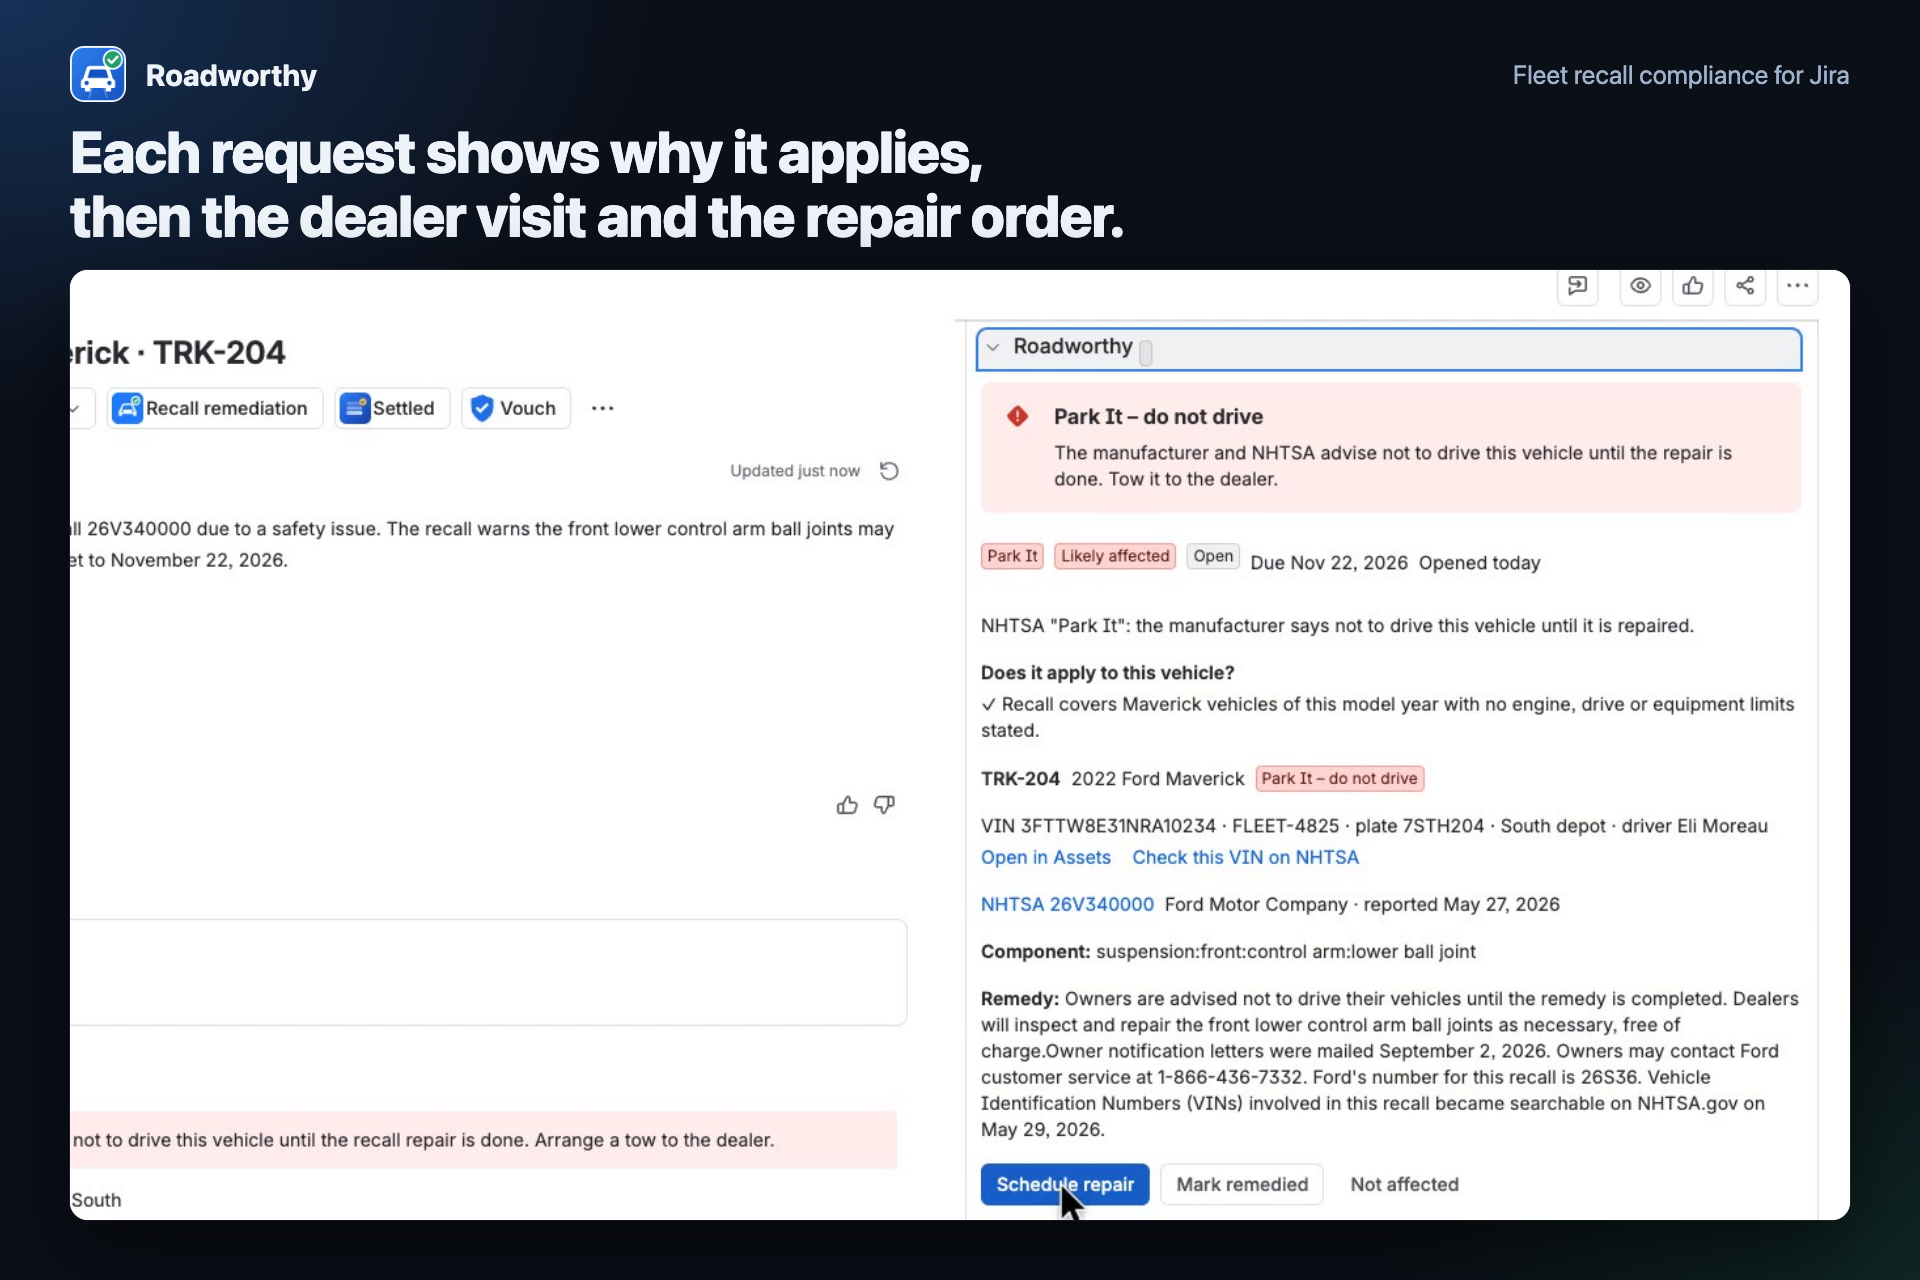 Roadworthy
Fleet recall compliance for Jira
Each request shows why it applies,
then the dealer visit and the repair order.
erick · TRK-204
Recall remediation
Settled
Vouch
Updated just now
all 26V340000 due to a safety issue. The recall warns the front lower control arm ball joints may
et to November 22, 2026.
not to drive this vehicle until the recall repair is done. Arrange a tow to the dealer.
South
Roadworthy
Park It – do not drive
The manufacturer and NHTSA advise not to drive this vehicle until the repair is
done. Tow it to the dealer.
Park It Likely affected Open Due Nov 22, 2026 Opened today
NHTSA "Park It": the manufacturer says not to drive this vehicle until it is repaired.
Does it apply to this vehicle?
✓ Recall covers Maverick vehicles of this model year with no engine, drive or equipment limits
stated.
TRK-204 2022 Ford Maverick Park It – do not drive
VIN 3FTTW8E31NRA10234 · FLEET-4825 · plate 7STH204 · South depot · driver Eli Moreau
Open in Assets Check this VIN on NHTSA
NHTSA 26V340000 Ford Motor Company · reported May 27, 2026
Component: suspension:front:control arm:lower ball joint
Remedy: Owners are advised not to drive their vehicles until the remedy is completed. Dealers
will inspect and repair the front lower control arm ball joints as necessary, free of
charge.Owner notification letters were mailed September 2, 2026. Owners may contact Ford
customer service at 1-866-436-7332. Ford's number for this recall is 26S36. Vehicle
Identification Numbers (VINs) involved in this recall became searchable on NHTSA.gov on
May 29, 2026.
Schedule repair
Mark remedied
Not affected